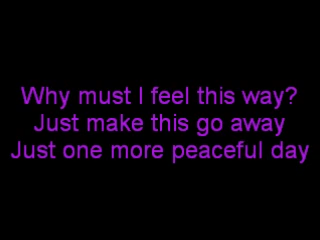 Why must I feel this way?
Just make this go away
Just one more peaceful day